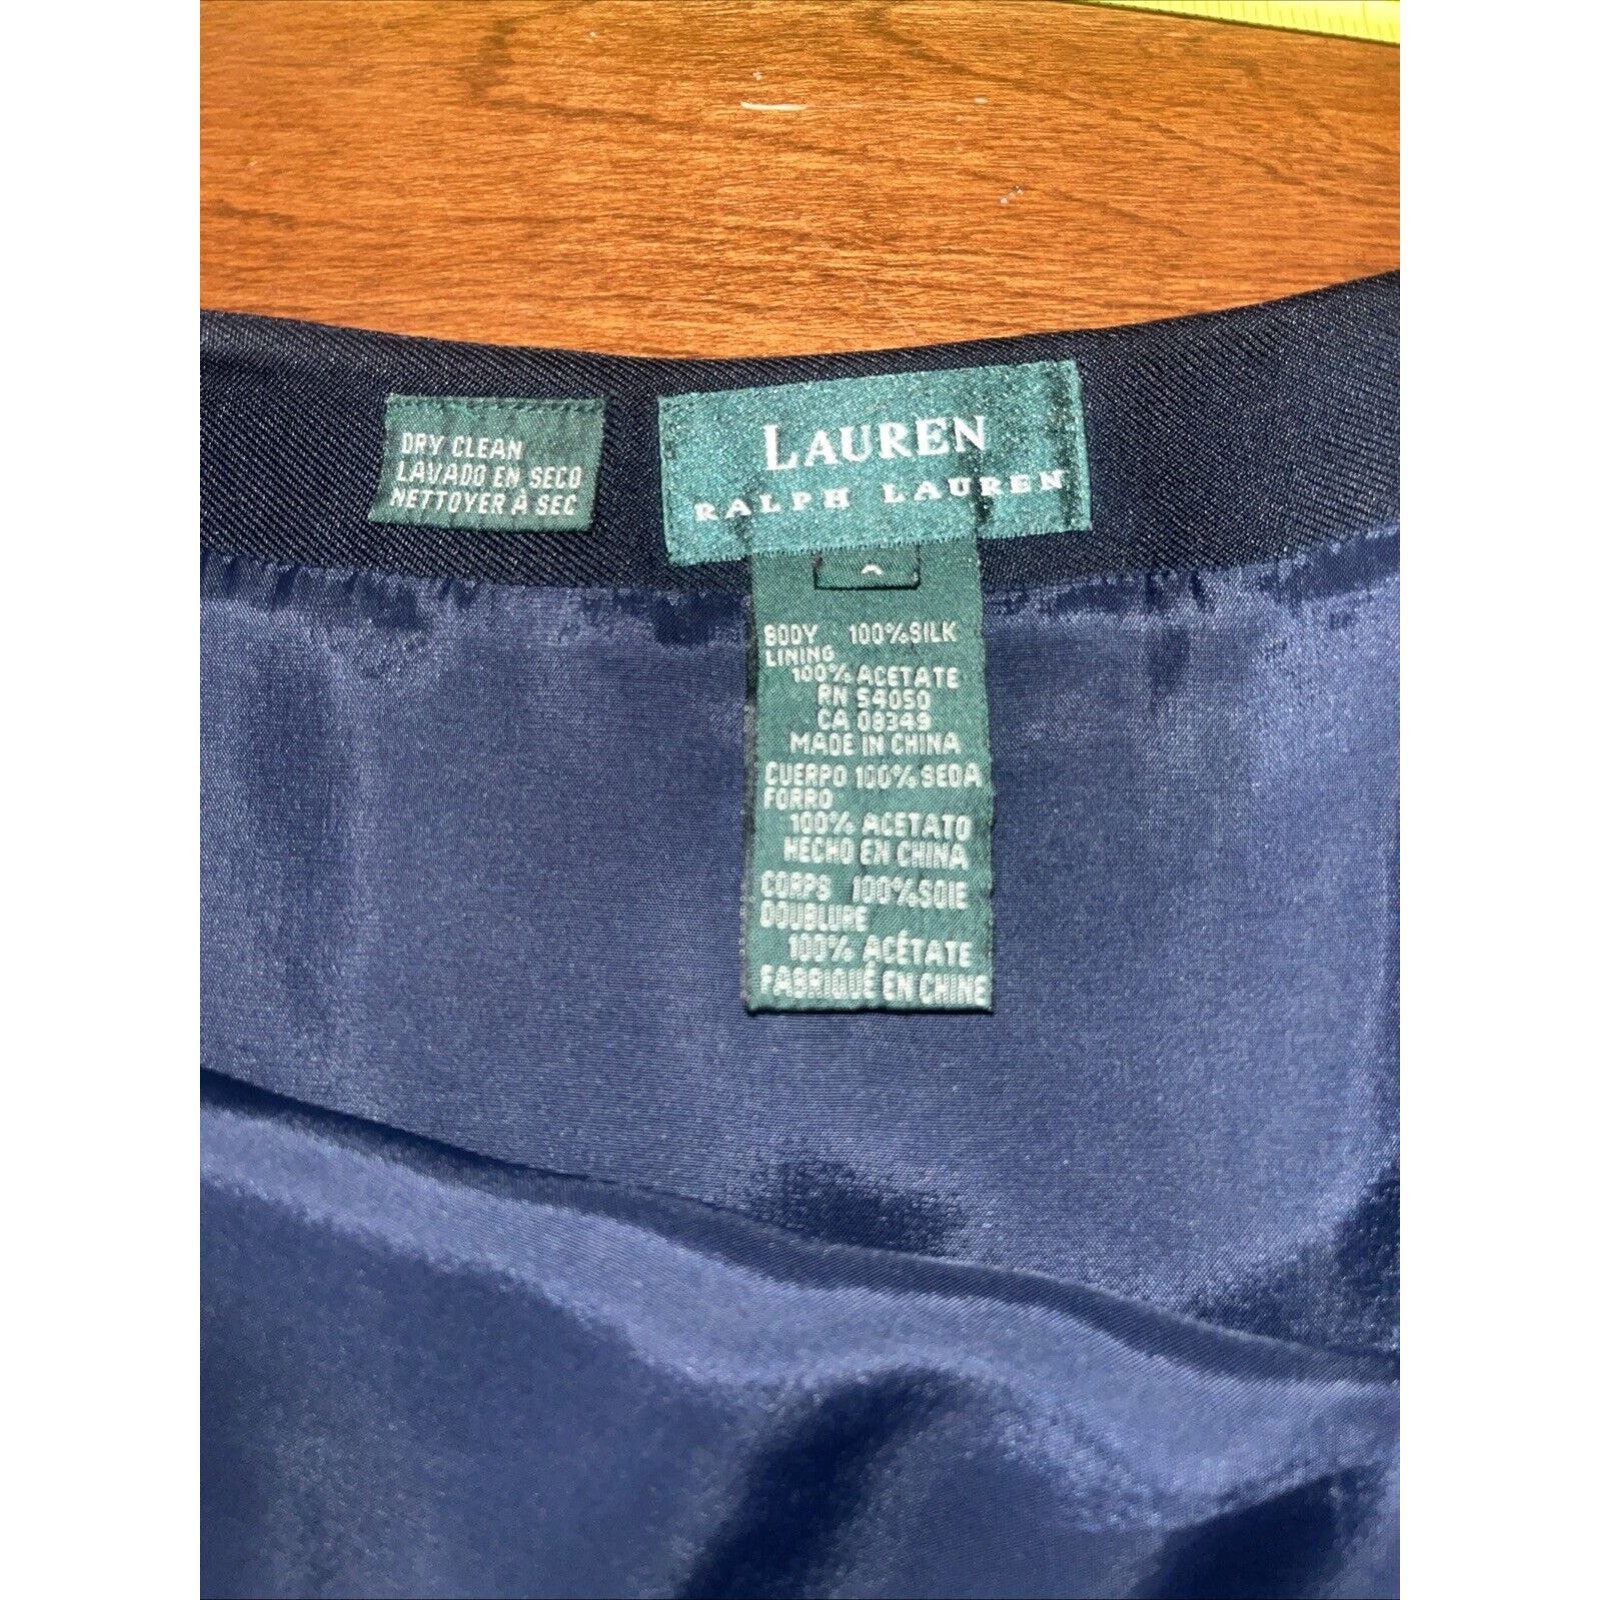 DRY CLEAN
LAVADO EN SECO
NETTOYER À SEC
LAUREN
RALPH LAUREN
BODY 100% SILK
LINING
100% ACETATE
RN 54050
CA 08349
MADE IN CHINA
CUERPO 100% SEDA
FORRO
100% ACETATO
HECHO EN CHINA
CORPS 100% SOIE
DOUBLURE
100% ACÉTATE
FABRIQUÉ EN CHINE